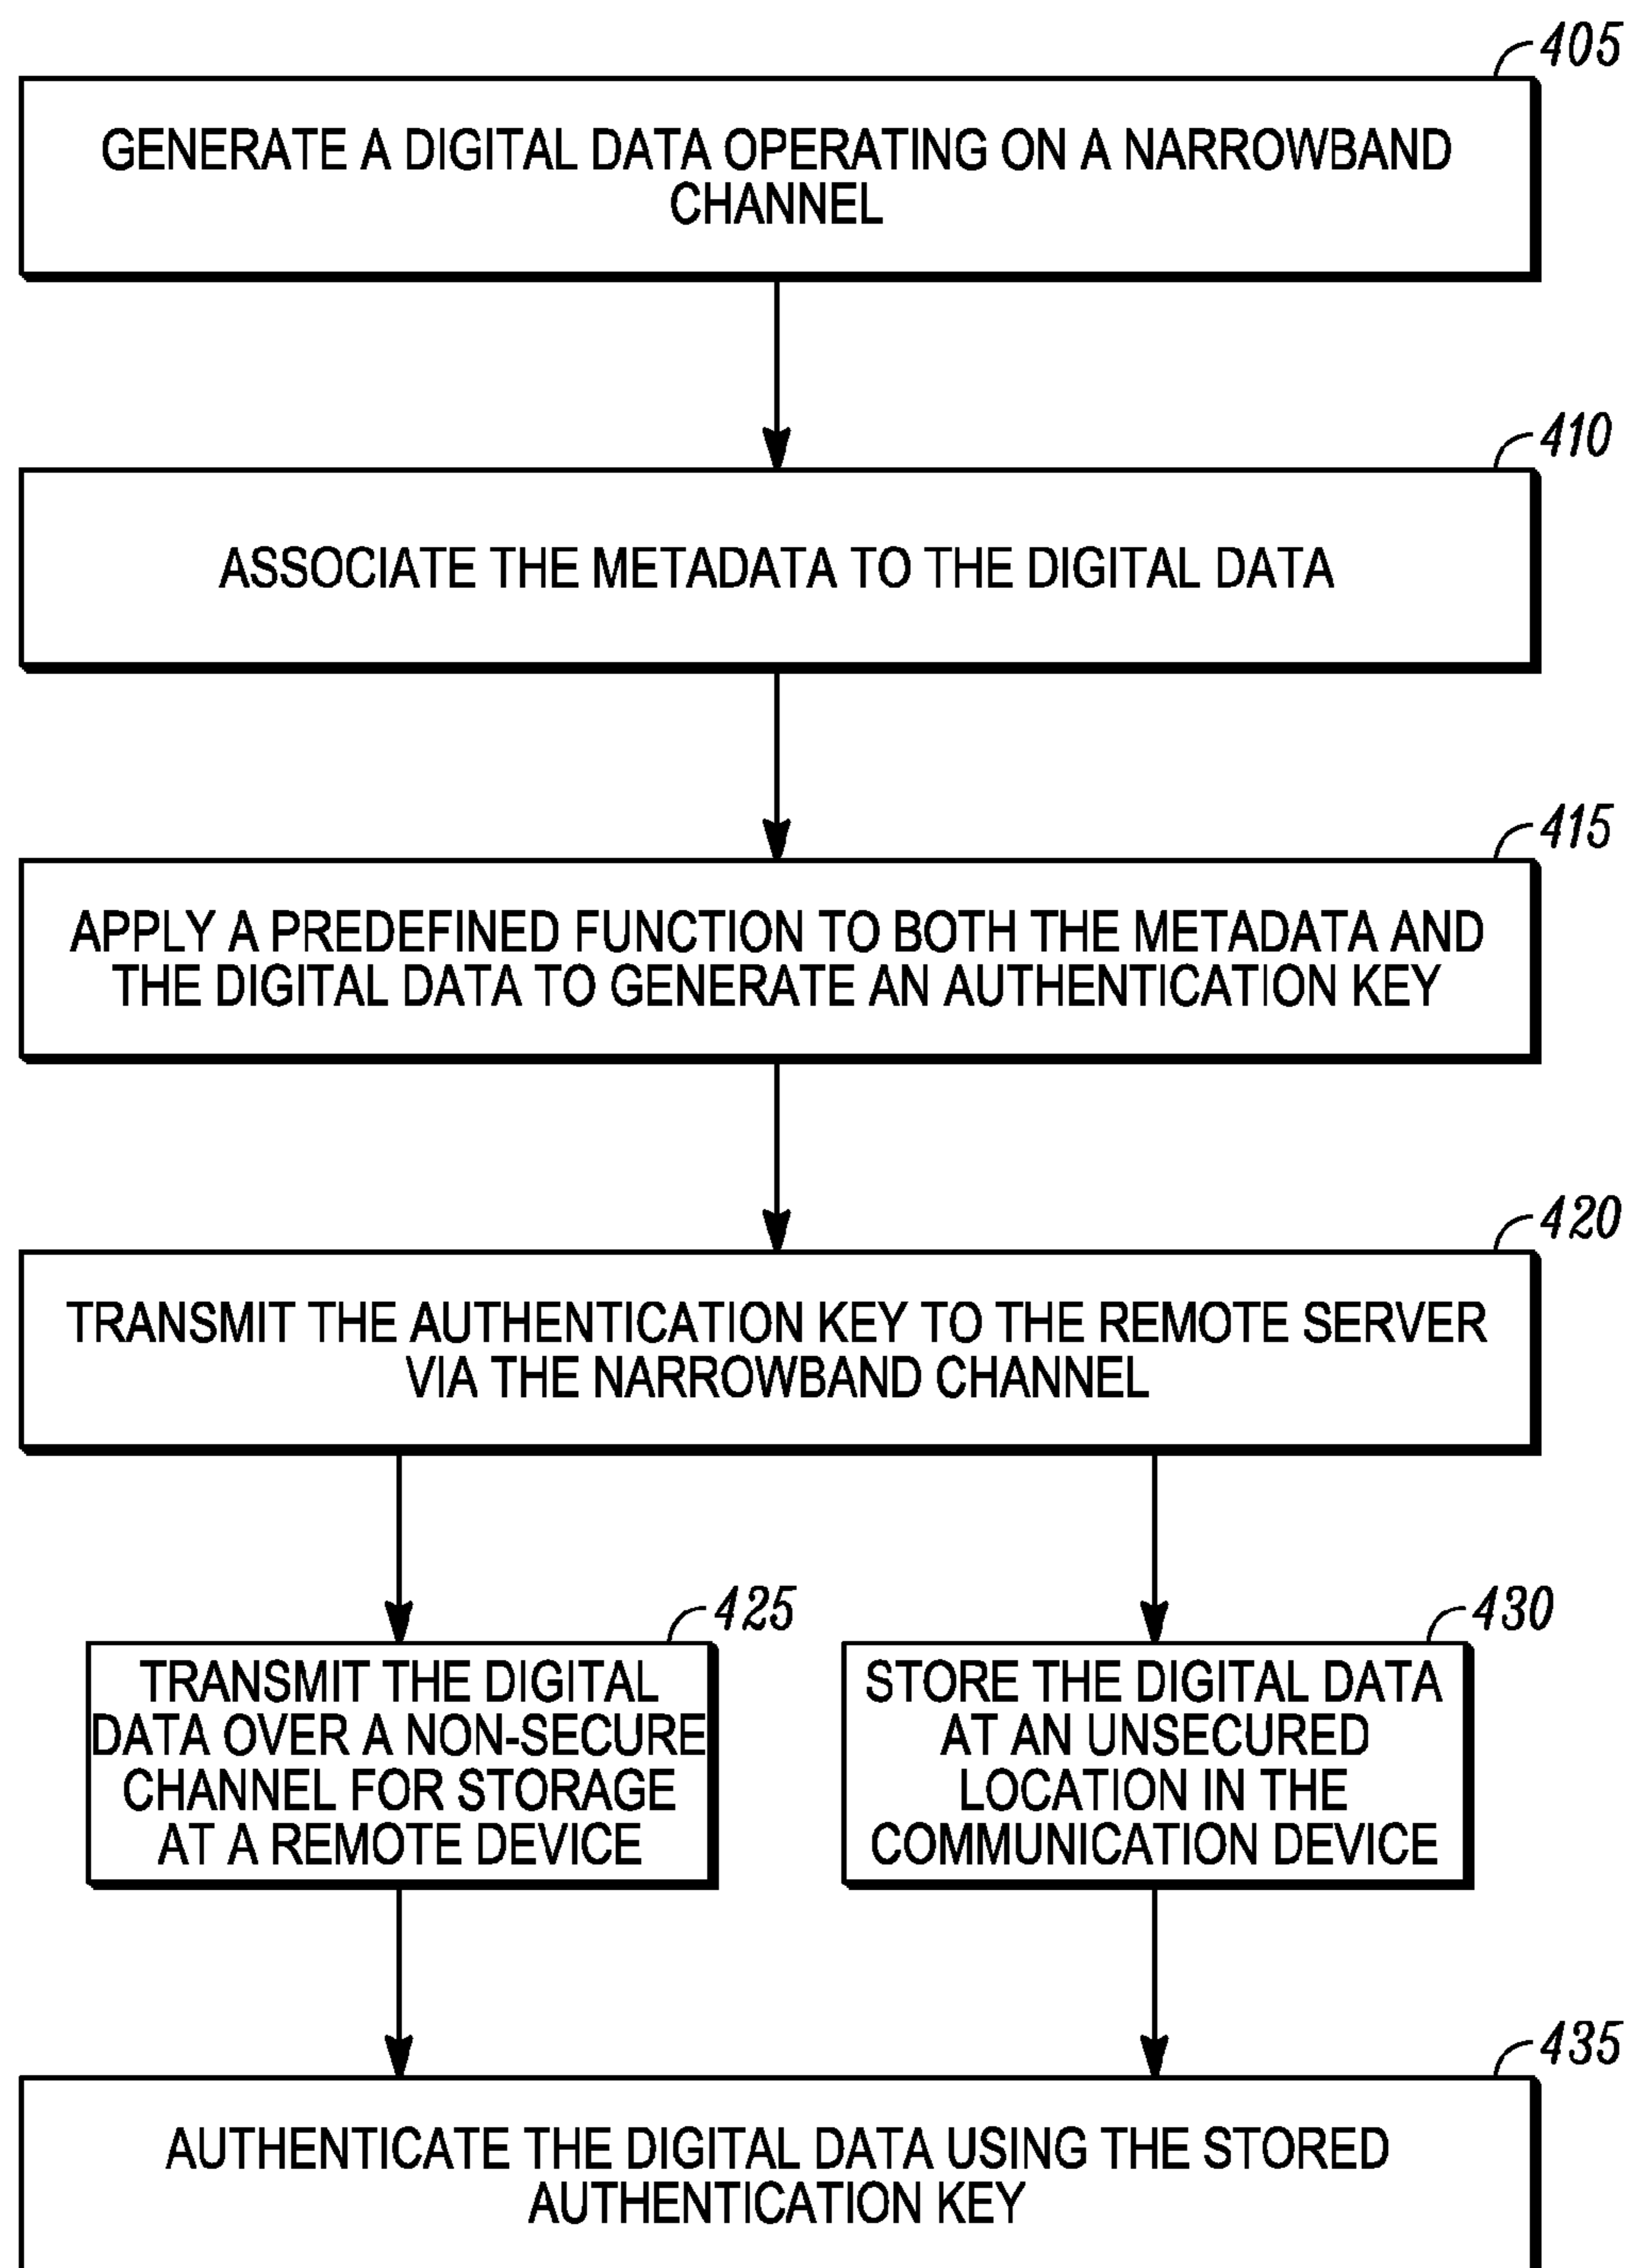 405
GENERATE A DIGITAL DATA OPERATING ON A NARROWBAND
CHANNEL
410
ASSOCIATE THE METADATA TO THE DIGITAL DATA
415
APPLY A PREDEFINED FUNCTION TO BOTH THE METADATA AND
THE DIGITAL DATA TO GENERATE AN AUTHENTICATION KEY
420
TRANSMIT THE AUTHENTICATION KEY TO THE REMOTE SERVER
VIA THE NARROWBAND CHANNEL
425
TRANSMIT THE DIGITAL
DATA OVER A NON-SECURE
CHANNEL FOR STORAGE
AT A REMOTE DEVICE
430
STORE THE DIGITAL DATA
AT AN UNSECURED
LOCATION IN THE
COMMUNICATION DEVICE
435
AUTHENTICATE THE DIGITAL DATA USING THE STORED
AUTHENTICATION KEY